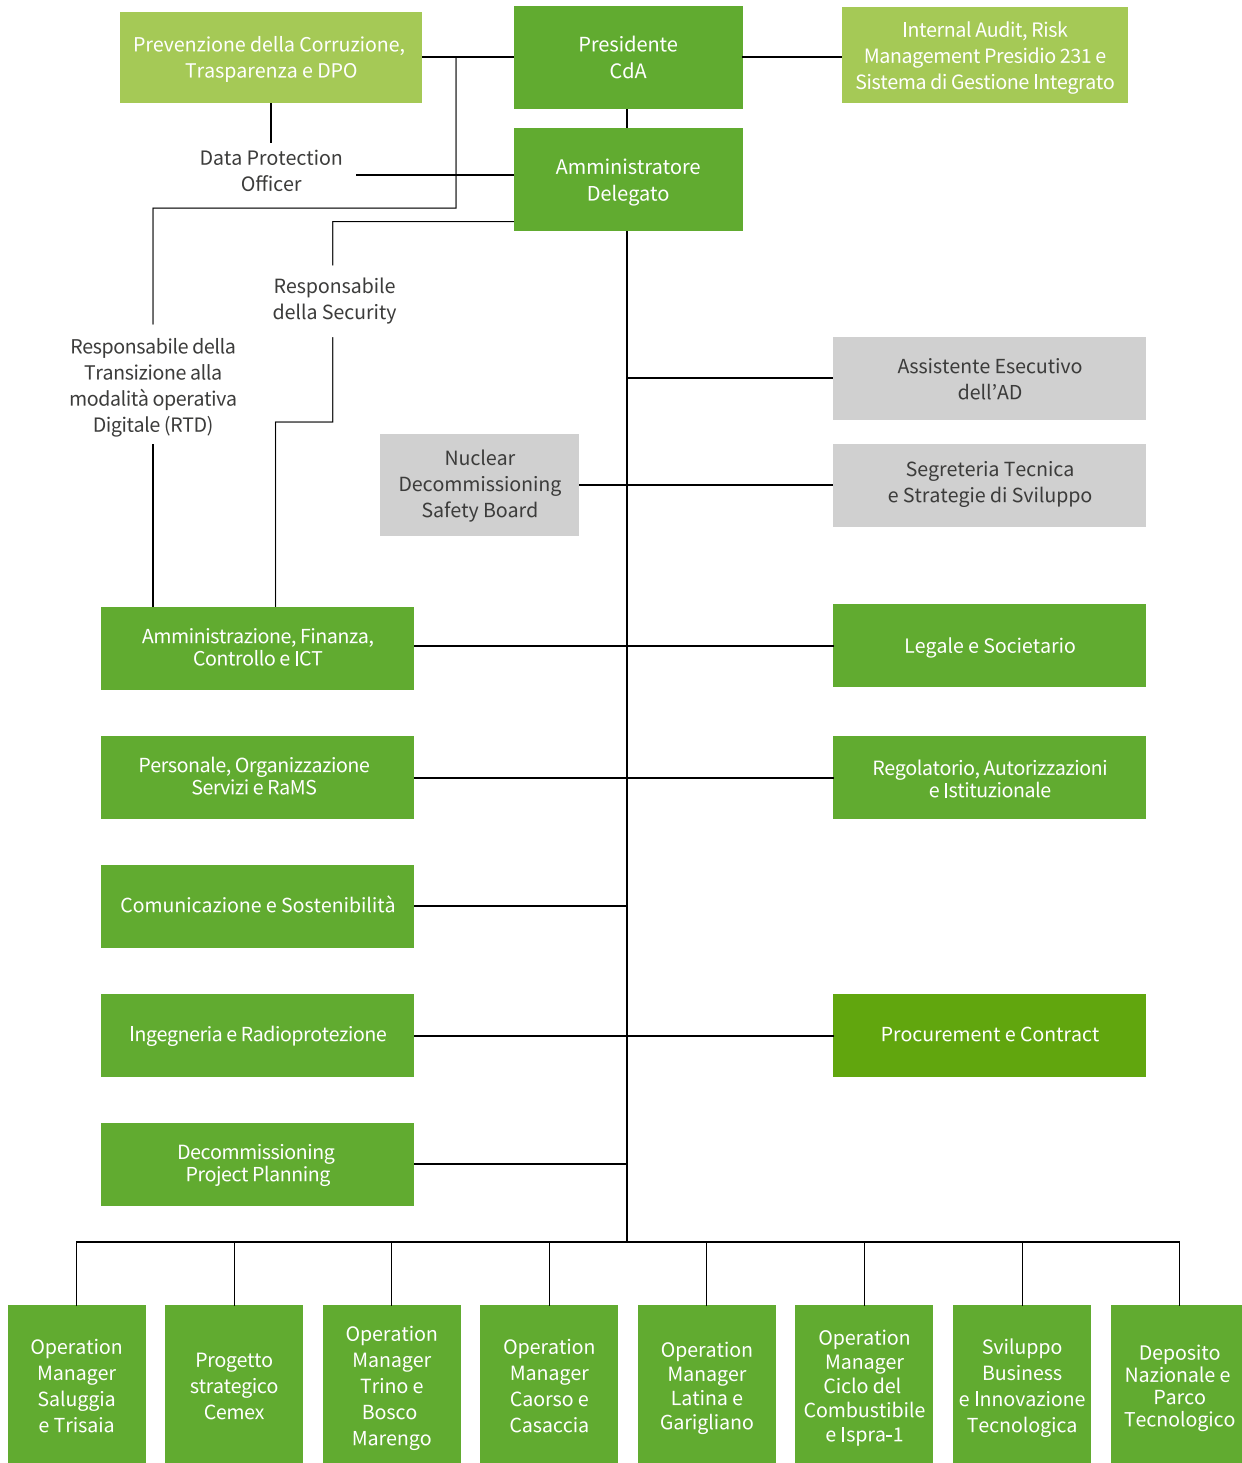 Prevenzione della Corruzione,
Trasparenza e DPO
Presidente
CdA
Internal Audit, Risk
Management Presidio 231 e
Sistema di Gestione Integrato
Data Protection
Officer
Amministratore
Delegato
Responsabile
della Security
Responsabile della
Transizione alla
modalità operativa
Digitale (RTD)
Assistente Esecutivo
dell’AD
Nuclear
Decommissioning
Safety Board
Segreteria Tecnica
e Strategie di Sviluppo
Amministrazione, Finanza,
Controllo e ICT
Legale e Societario
Personale, Organizzazione
Servizi e RaMS
Regolatorio, Autorizzazioni
e Istituzionale
Comunicazione e Sostenibilità
Ingegneria e Radioprotezione
Procurement e Contract
Decommissioning
Project Planning
Operation
Manager
Saluggia
e Trisaia
Progetto
strategico
Cemex
Operation
Manager
Trino e
Bosco
Marengo
Operation
Manager
Caorso e
Casaccia
Operation
Manager
Latina e
Garigliano
Operation
Manager
Ciclo del
Combustibile
e Ispra-1
Sviluppo
Business
e Innovazione
Tecnologica
Deposito
Nazionale e
Parco
Tecnologico